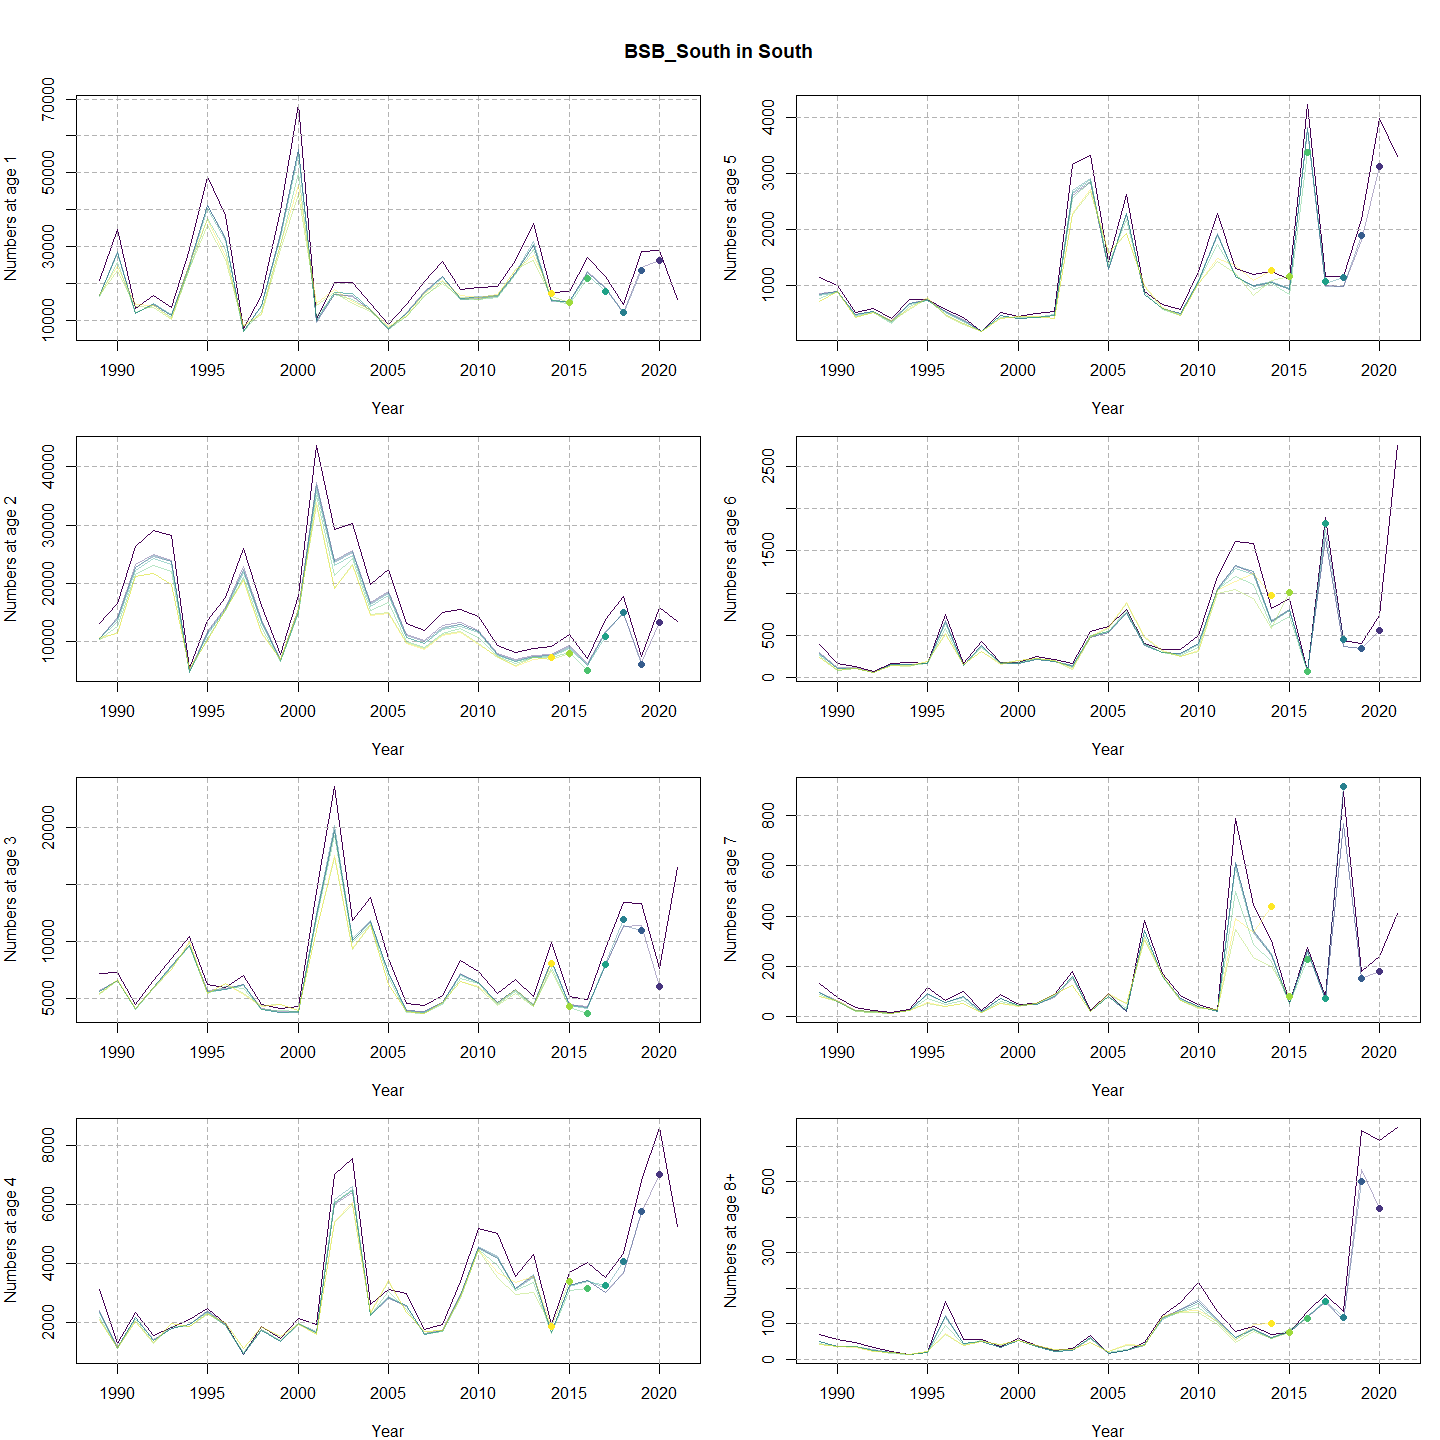 BSB_South in South
Numbers at age 1
10000 30000 50000 70000
1990 1995 2000 2005 2010 2015 2020
Year
Numbers at age 5
1000 2000 3000 4000
1990 1995 2000 2005 2010 2015 2020
Year
Numbers at age 2
10000 20000 30000 40000
1990 1995 2000 2005 2010 2015 2020
Year
Numbers at age 6
0 500 1500 2500
1990 1995 2000 2005 2010 2015 2020
Year
Numbers at age 3
5000 10000 20000
1990 1995 2000 2005 2010 2015 2020
Year
Numbers at age 7
0 200 400 600 800
1990 1995 2000 2005 2010 2015 2020
Year
Numbers at age 4
2000 4000 6000 8000
1990 1995 2000 2005 2010 2015 2020
Year
Numbers at age 8+
0 100 300 500
1990 1995 2000 2005 2010 2015 2020
Year